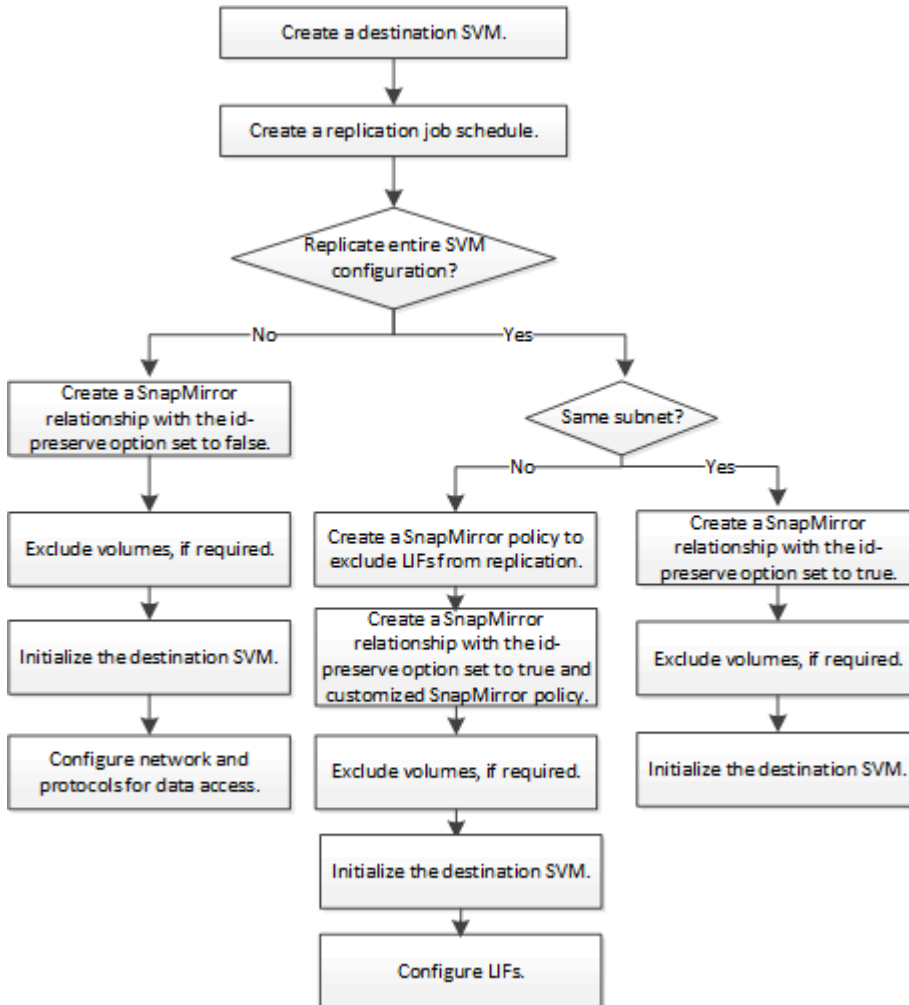 Create a destination SVM.
Create a replication job schedule.
Replicate entire SVM
configuration?
No
Yes
Create a SnapMirror
relationship with the id-
preserve option set to false.
Same subnet?
No
Yes
Exclude volumes, if required.
Create a SnapMirror policy to
exclude LIFs from replication.
Create a SnapMirror
relationship with the id-
preserve option set to true.
Initialize the destination SVM.
Create a SnapMirror
relationship with the id-
preserve option set to true and
customized SnapMirror policy.
Exclude volumes, if required.
Configure network and
protocols for data access.
Exclude volumes, if required.
Initialize the destination SVM.
Initialize the destination SVM.
Configure LIFs.